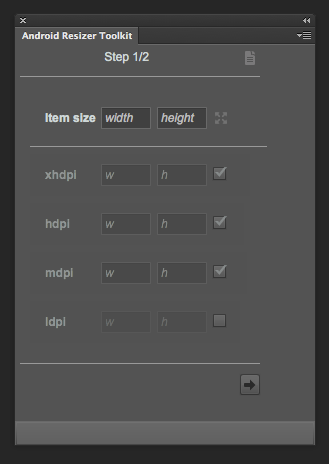 Android Resizer Toolkit
Step 1/2
Item size width height
xhdpi w h
hdpi w h
mdpi w h
ldpi w h